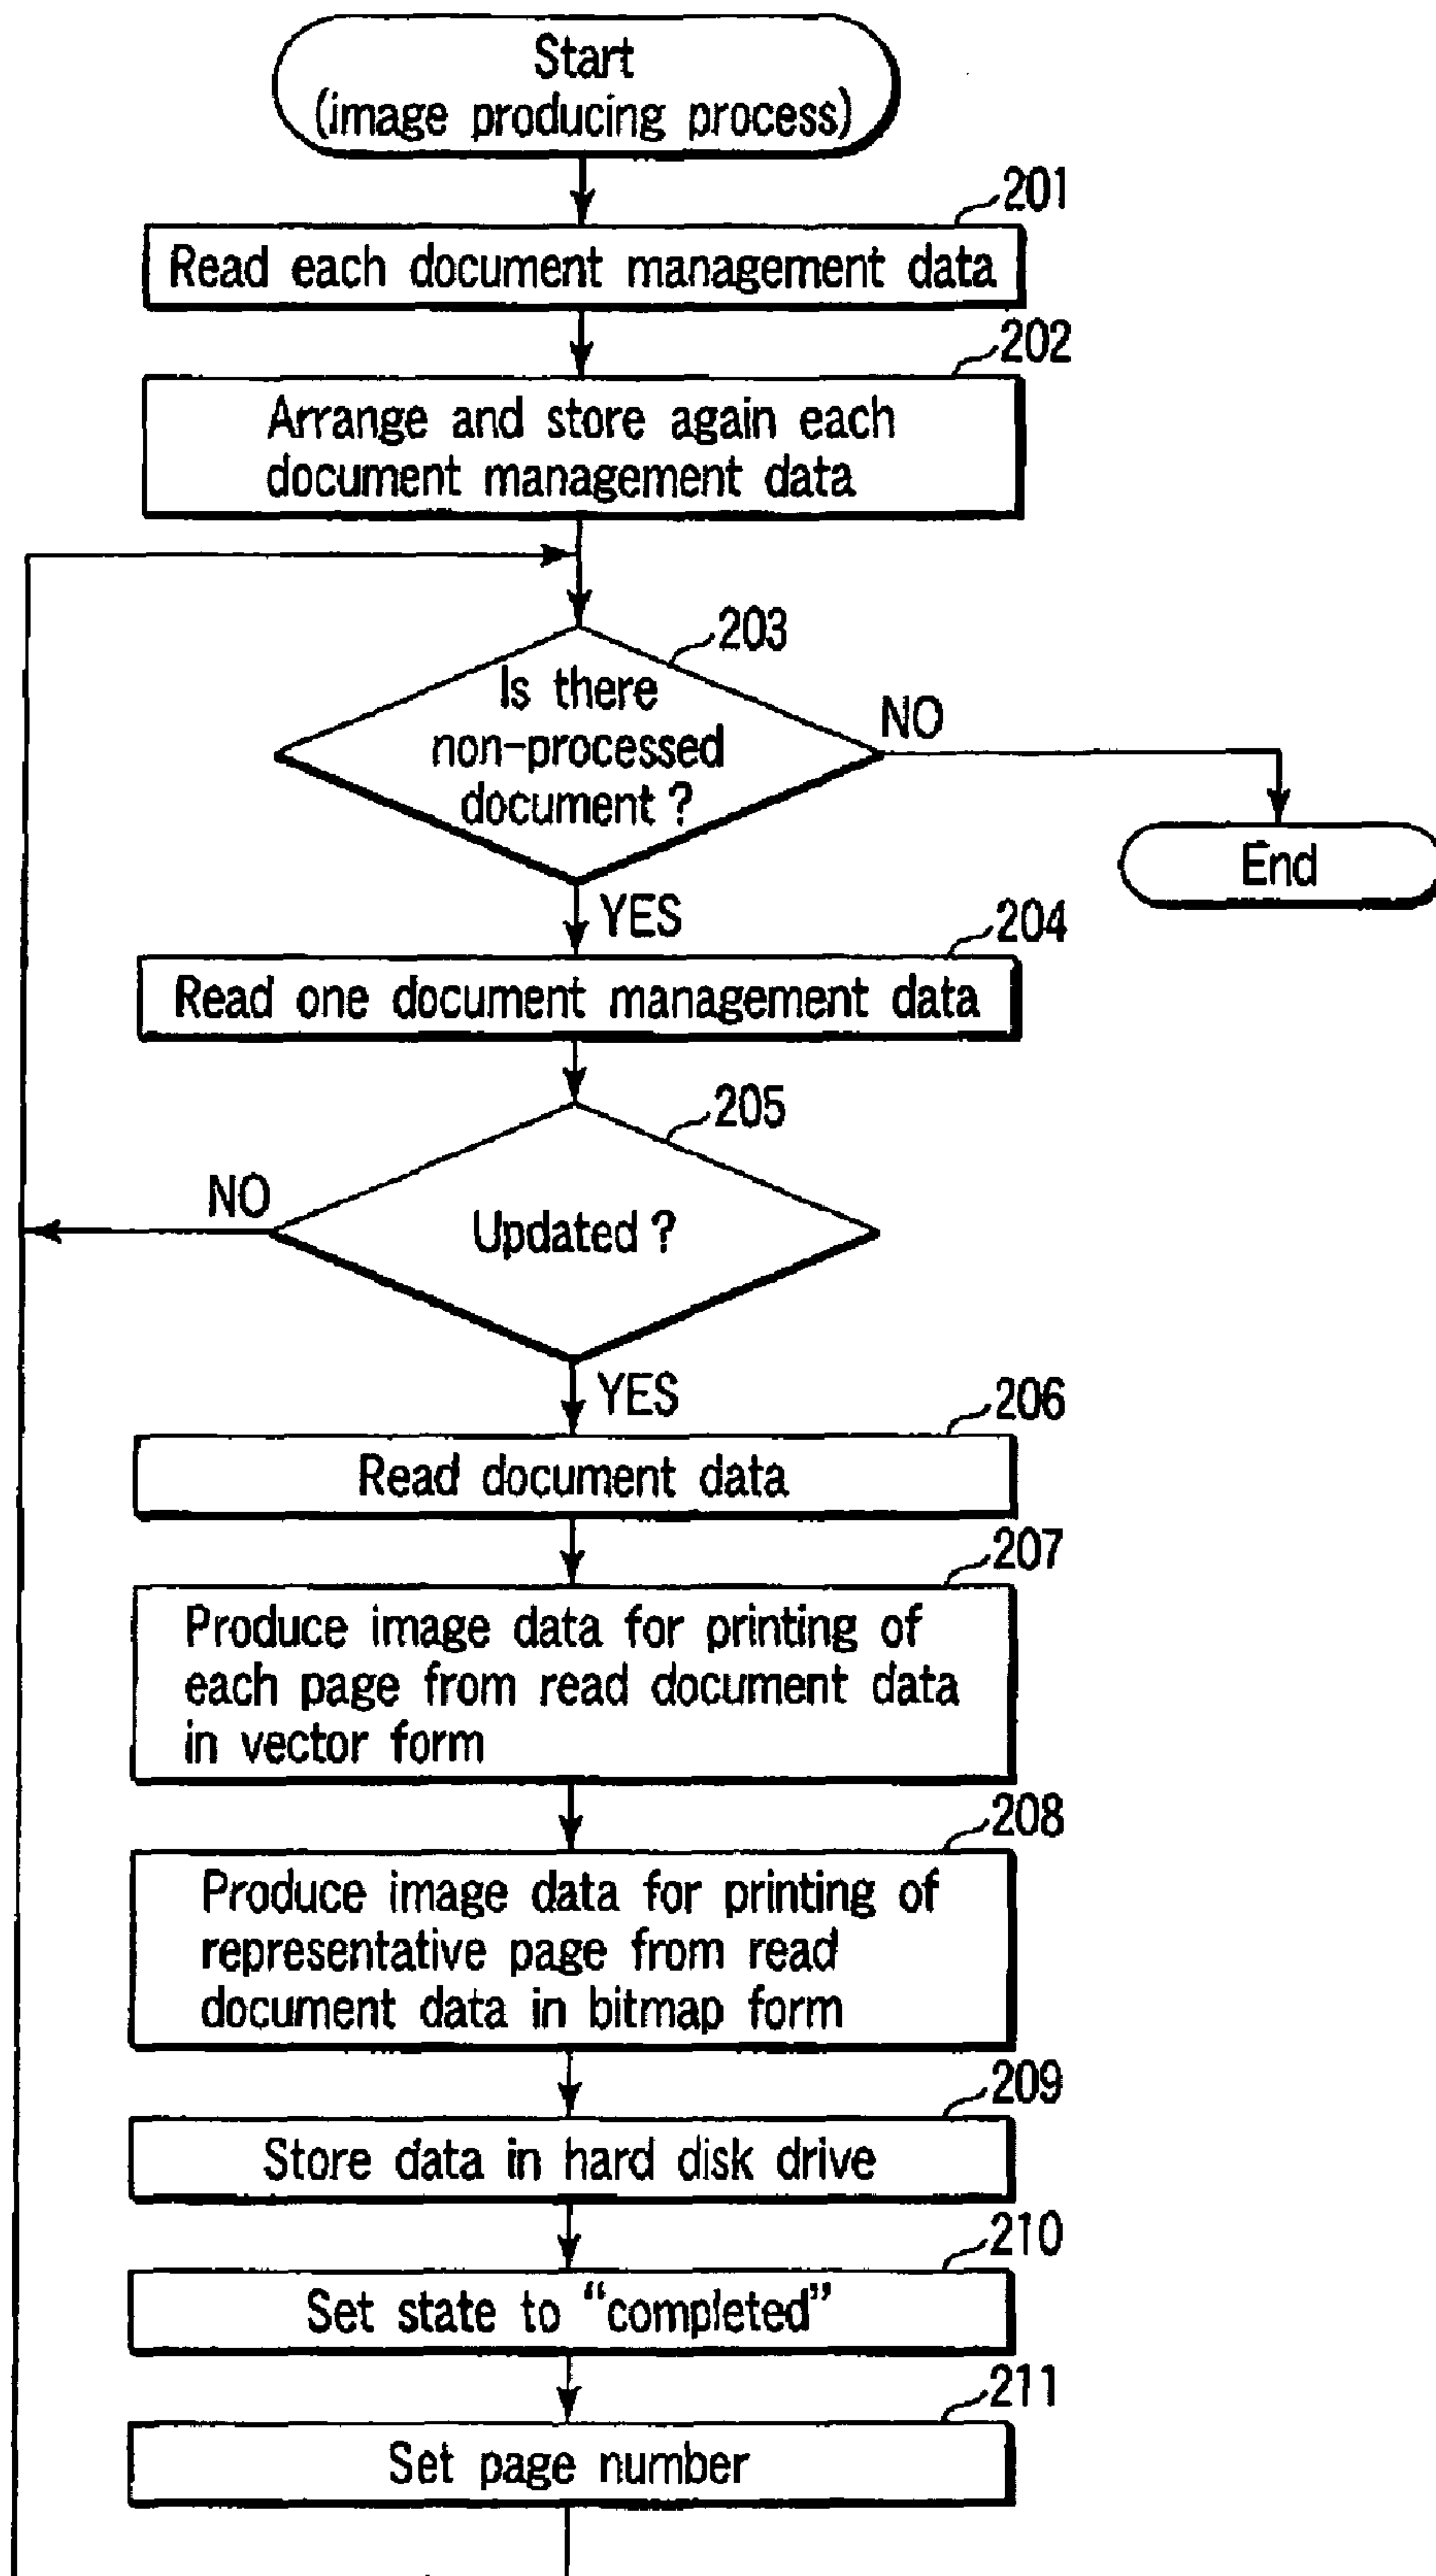 Start
(image producing process)
201
Read each document management data
202
Arrange and store again each
document management data
203
Is there
non-processed
document ?
NO
End
YES
204
Read one document management data
205
NO
Updated ?
YES
206
Read document data
207
Produce image data for printing of
each page from read document data
in vector form
208
Produce image data for printing of
representative page from read
document data in bitmap form
209
Store data in hard disk drive
210
Set state to “completed”
211
Set page number